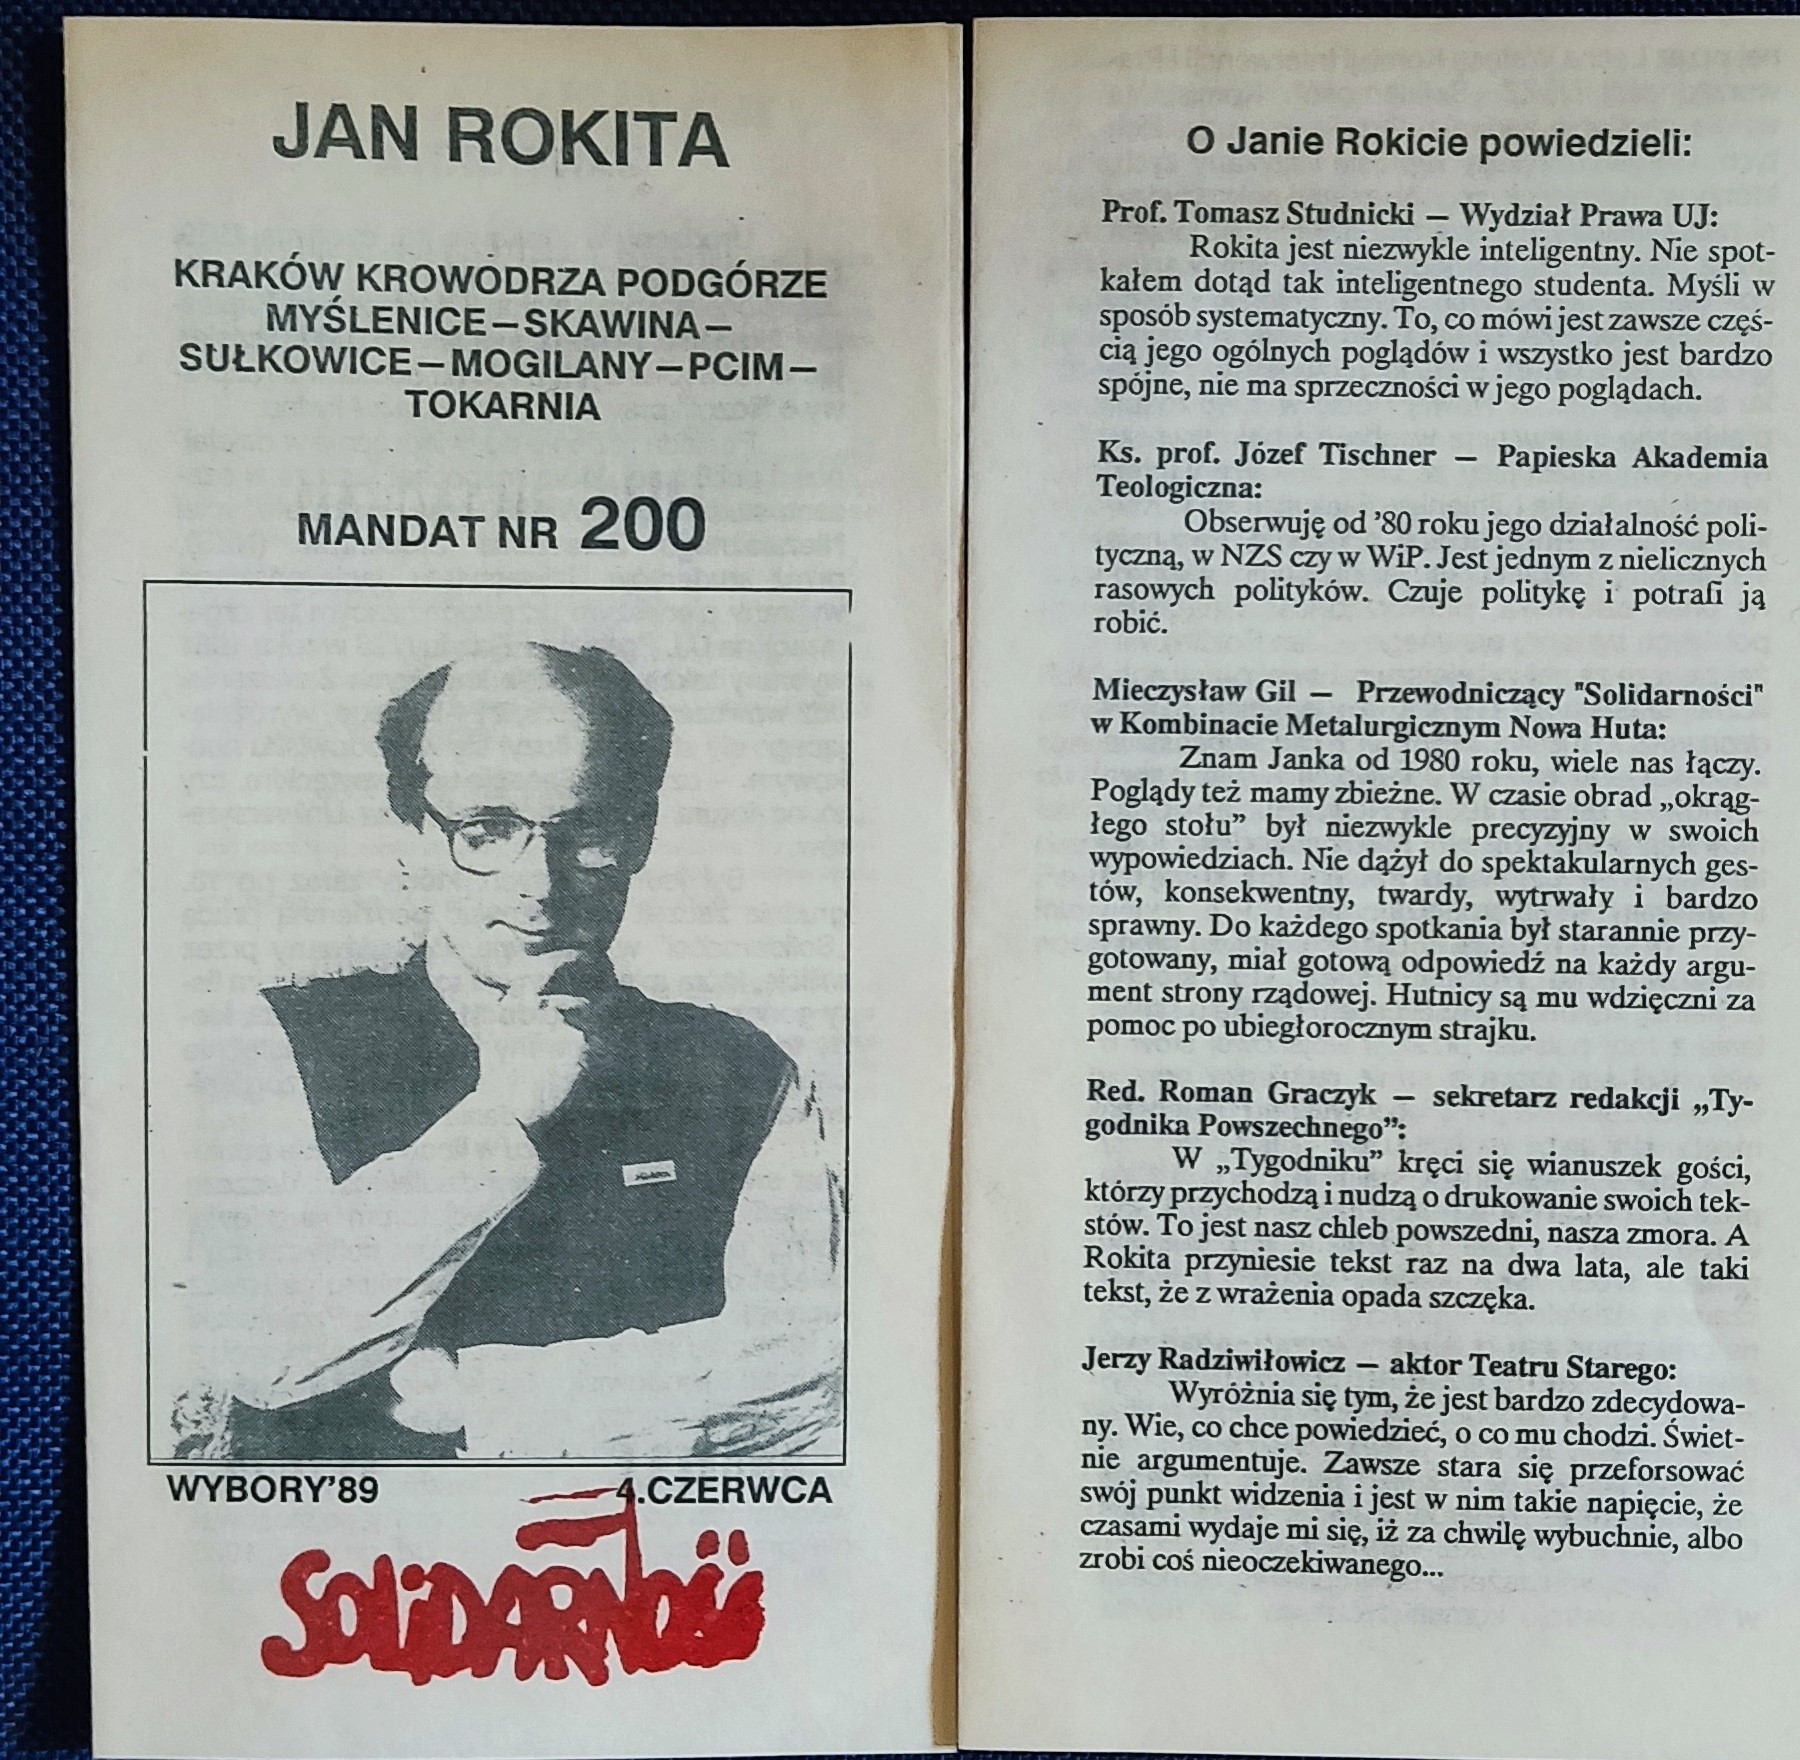 JAN ROKITA
KRAKÓW KROWODRZA PODGÓRZE
MYŚLENICE–SKAWINA–
SUŁKOWICE–MOGILANY–PCIM–
TOKARNIA
MANDAT NR 200
WYBORY'89 4.CZERWCA
SOLIDARNOŚĆ
O Janie Rokicie powiedzieli:
Prof. Tomasz Studnicki — Wydział Prawa UJ:
Rokita jest niezwykle inteligentny. Nie spot-
kałem dotąd tak inteligentnego studenta. Myśli w
sposób systematyczny. To, co mówi jest zawsze częś-
cią jego ogólnych poglądów i wszystko jest bardzo
spójne, nie ma sprzeczności w jego poglądach.
Ks. prof. Józef Tischner — Papieska Akademia
Teologiczna:
Obserwuję od '80 roku jego działalność poli-
tyczną, w NZS czy w WiP. Jest jednym z nielicznych
rasowych polityków. Czuje politykę i potrafi ją
robić.
Mieczysław Gil — Przewodniczący "Solidarności"
w Kombinacie Metalurgicznym Nowa Huta:
Znam Janka od 1980 roku, wiele nas łączy.
Poglądy też mamy zbieżne. W czasie obrad „okrąg-
łego stołu” był niezwykle precyzyjny w swoich
wypowiedziach. Nie dążył do spektakularnych ges-
tów, konsekwentny, twardy, wytrwały i bardzo
sprawny. Do każdego spotkania był starannie przy-
gotowany, miał gotową odpowiedź na każdy argu-
ment strony rządowej. Hutnicy są mu wdzięczni za
pomoc po ubiegłorocznym strajku.
Red. Roman Graczyk — sekretarz redakcji „Ty-
godnika Powszechnego”:
W „Tygodniku” kręci się wianuszek gości,
którzy przychodzą i nudzą o drukowanie swoich tek-
stów. To jest nasz chleb powszedni, nasza zmora. A
Rokita przyniesie tekst raz na dwa lata, ale taki
tekst, że z wrażenia opada szczęka.
Jerzy Radziwiłowicz — aktor Teatru Starego:
Wyróżnia się tym, że jest bardzo zdecydowa-
ny. Wie, co chce powiedzieć, o co mu chodzi. Świet-
nie argumentuje. Zawsze stara się przeforsować
swój punkt widzenia i jest w nim takie napięcie, że
czasami wydaje mi się, iż za chwilę wybuchnie, albo
zrobi coś nieoczekiwanego...